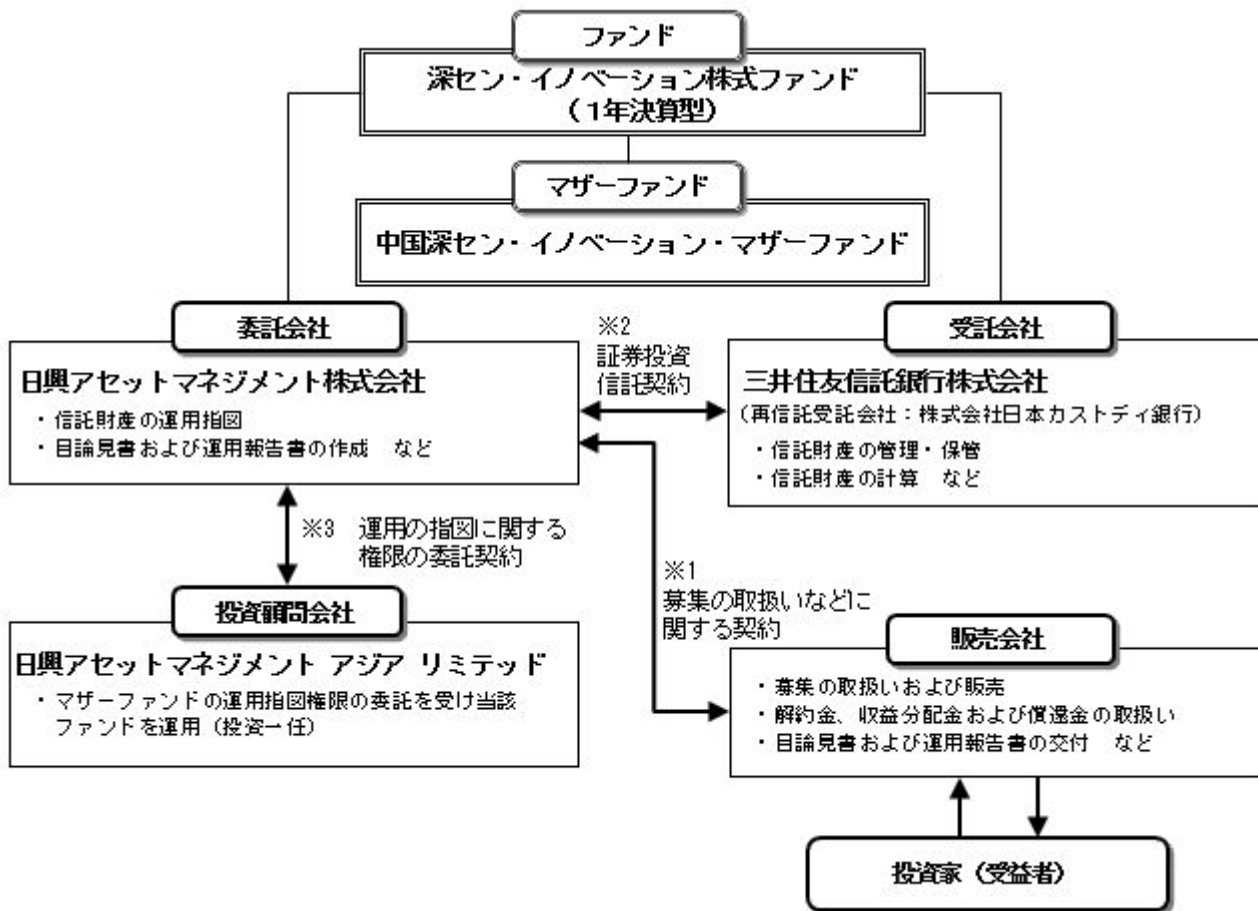 ファンド
深セン・イノベーション株式ファンド
（１年決算型）
マザーファンド
中国深セン・イノベーション・マザーファンド
委託会社
日興アセットマネジメント株式会社
・信託財産の運用指図
・目論見書および運用報告書の作成　など
※2
証券投資
信託契約
受託会社
三井住友信託銀行株式会社
（再信託受託会社：株式会社日本カストディ銀行）
・信託財産の管理・保管
・信託財産の計算　など
※3　運用の指図に関する
権限の委託契約
投資顧問会社
日興アセットマネジメント アジア リミテッド
・マザーファンドの運用指図権限の委託を受け当該
ファンドを運用（投資一任）
※1
募集の取扱いなどに
関する契約
販売会社
・募集の取扱いおよび販売
・解約金、収益分配金および償還金の取扱い
・目論見書および運用報告書の交付　など
投資家（受益者）